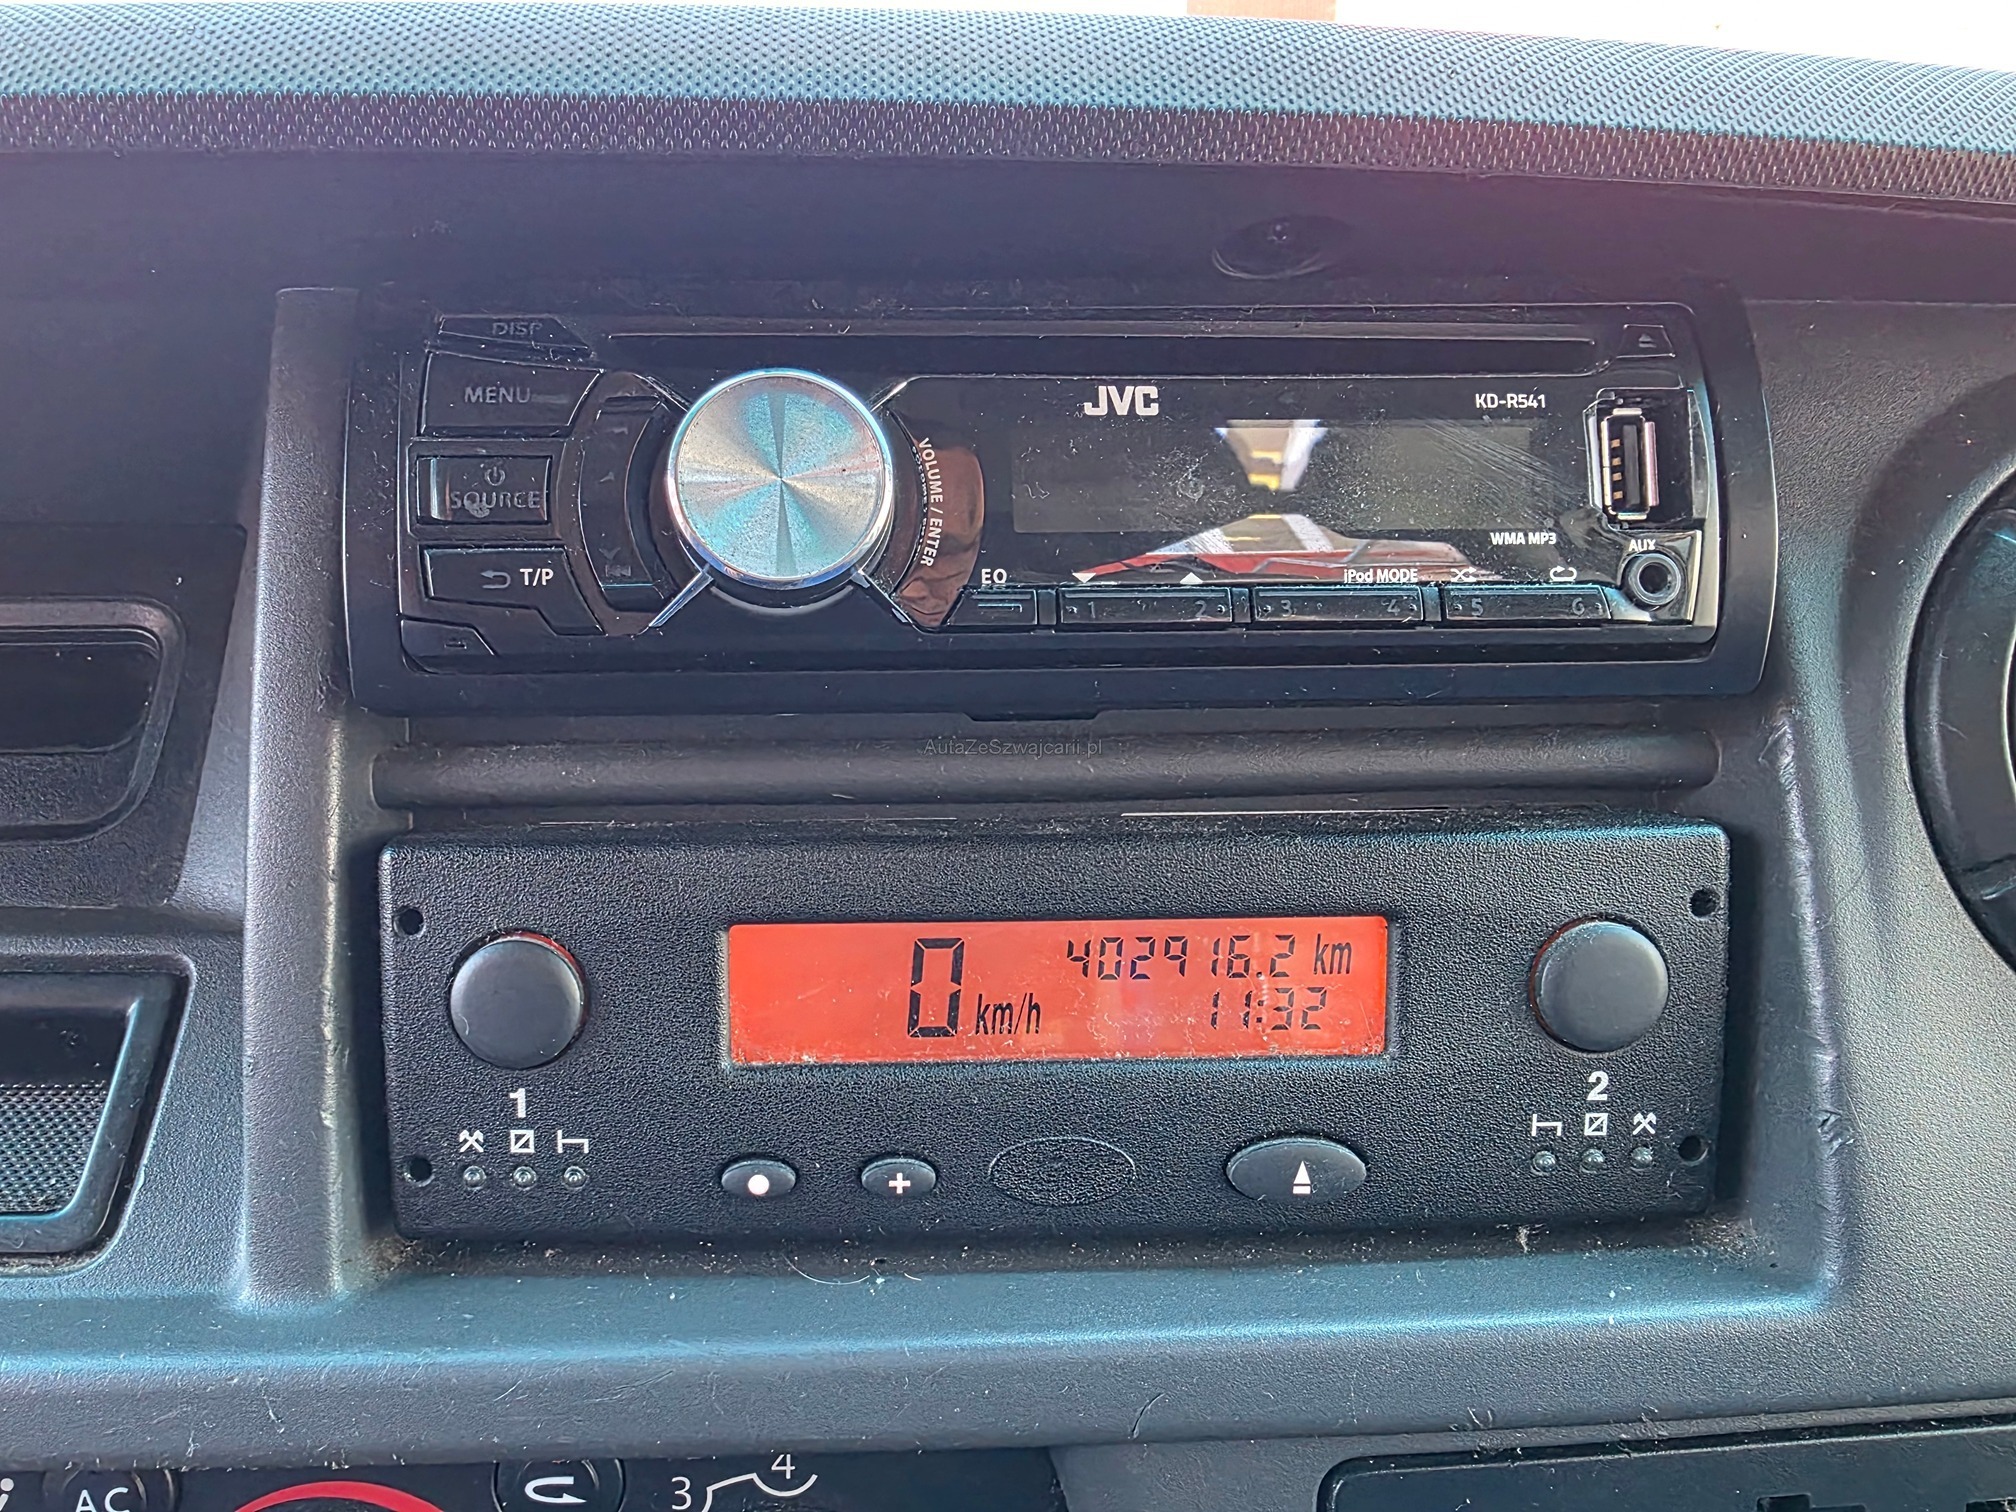 DISP
MENU
JVC
KD-R541
SOURCE
VOLUME / ENTER
T/P
WMA MP3
AUX
EQ
iPod MODE
1 2 3 4 5 6
AutaZeSzwajcarii.pl
0 km/h
402916.2 km
11:32
1
2
AC
3
4